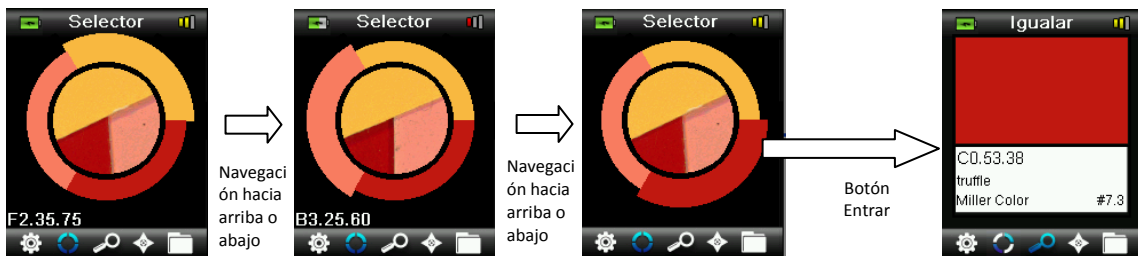 Selector
F2.35.75
Navegaci
ón hacia
arriba o
abajo
Selector
B3.25.60
Navegaci
ón hacia
arriba o
abajo
Selector
Botón
Entrar
Igualar
C0.53.38
truffle
Miller Color #7.3